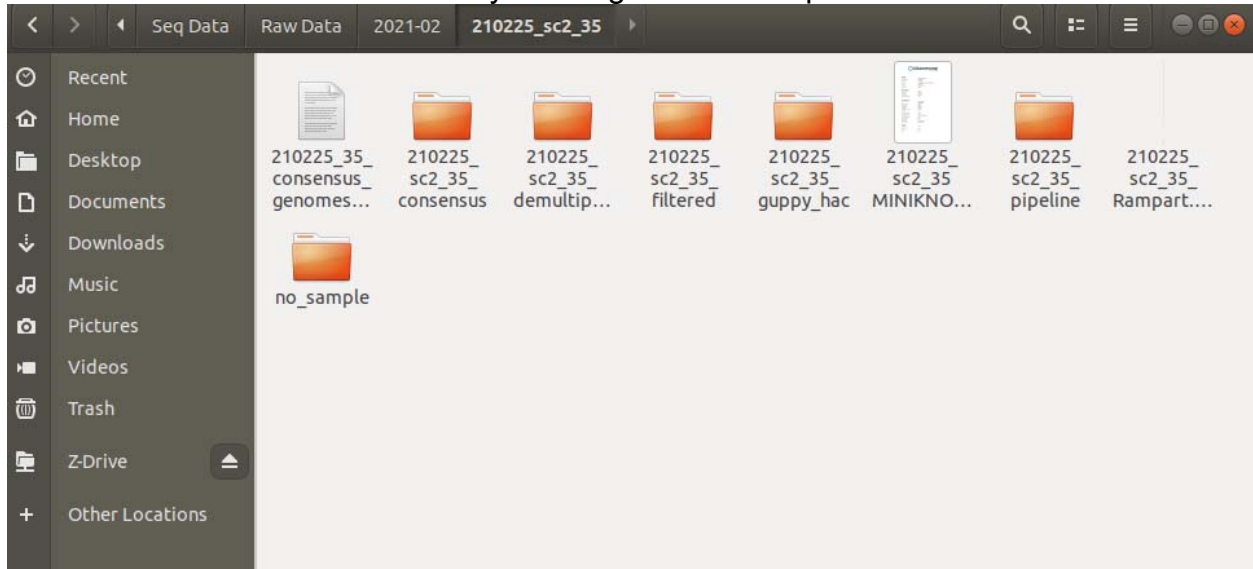 Seq Data Raw Data 2021-02 210225_sc2_35
Recent
Home
Desktop
Documents
Downloads
Music
Pictures
Videos
Trash
Z-Drive
Other Locations
210225_35_
consensus_
genomes...
210225_
sc2_35_
consensus
210225_
sc2_35_
demultip...
210225_
sc2_35_
filtered
210225_
sc2_35_
guppy_hac
210225_
sc2_35
MINIKNO...
210225_
sc2_35_
pipeline
210225_
sc2_35_
Rampart....
no_sample